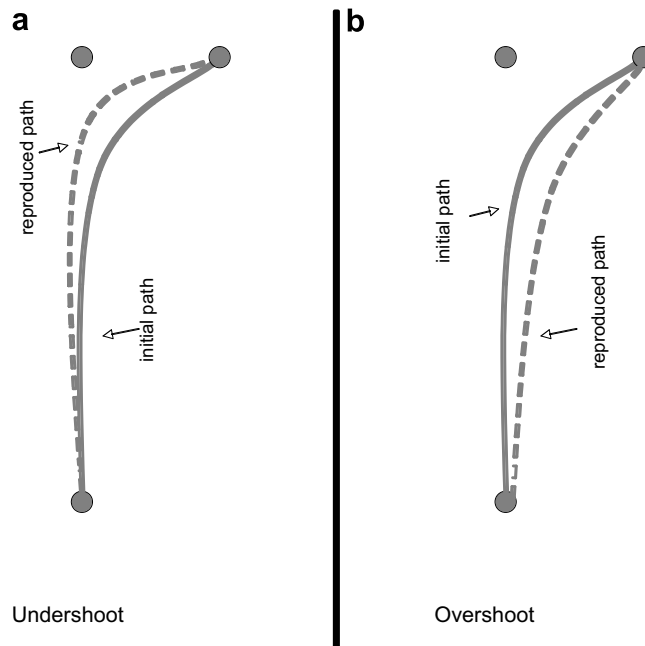 a
reproduced path
initial path
Undershoot
b
initial path
reproduced path
Overshoot